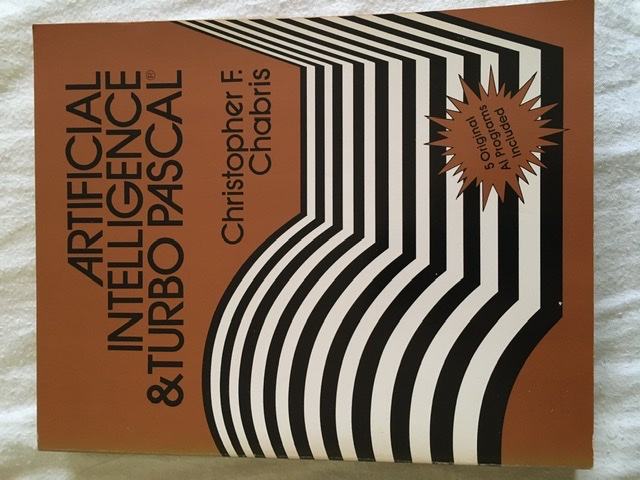 ARTIFICIAL
INTELLIGENCE
& TURBO PASCAL®
Christopher F.
Chabris
5 Original
AI Programs
Included